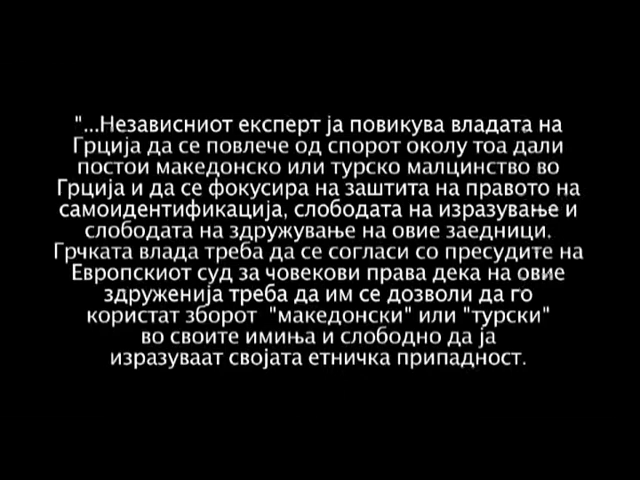 "...Независниот експерт ја повикува владата на
Грција да се повлече од спорот околу тоа дали
постои македонско или турско малцинство во
Грција и да се фокусира на заштита на правото на
самоидентификација, слободата на изразување и
слободата на здружување на овие заедници.
Грчката влада треба да се согласи со пресудите на
Европскиот суд за човекови права дека на овие
здруженија треба да им се дозволи да го
користат зборот "македонски" или "турски"
во своите имиња и слободно да ја
изразуваат својата етничка припадност.